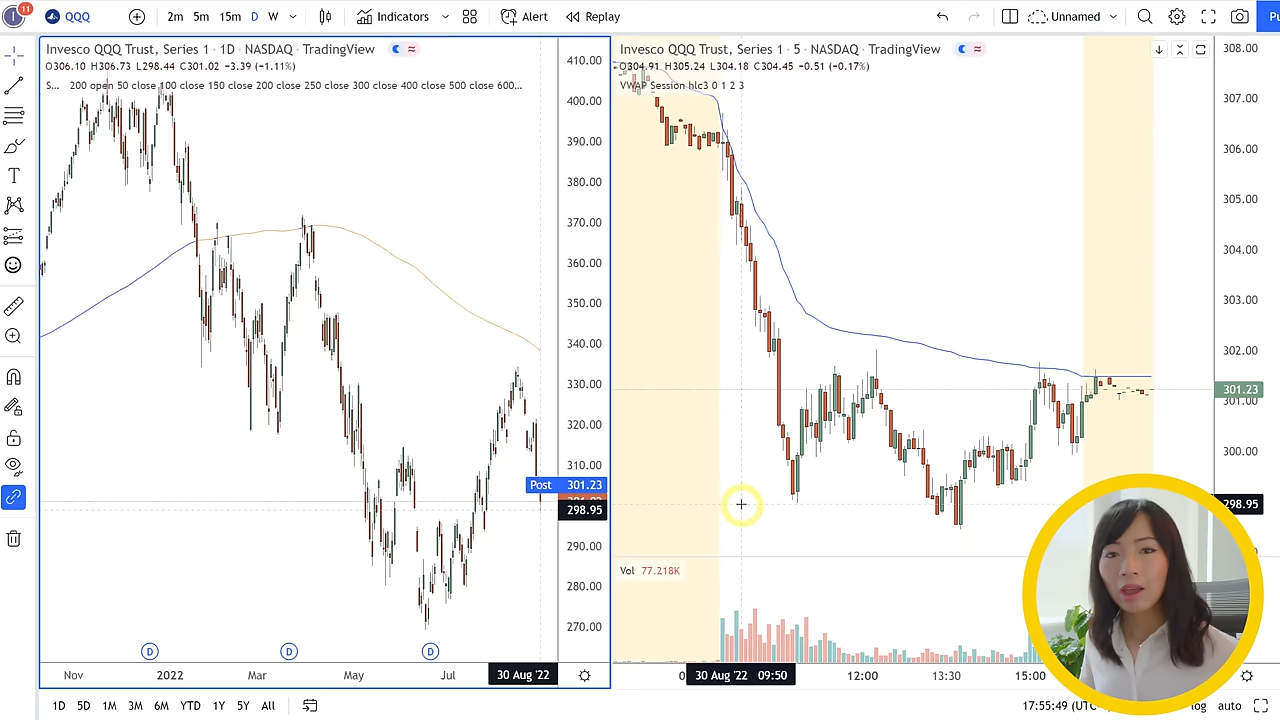 11
QQQ
2m 5m 15m D W
Indicators
Alert
Replay
Unnamed
Invesco QQQ Trust, Series 1 · 1D · NASDAQ · TradingView
O306.10 H306.73 L298.44 C301.02 −3.39 (−1.11%)
S... 200 open 50 close 100 close 150 close 200 close 250 close 300 close 400 close 500 close 600...
410.00
400.00
390.00
380.00
370.00
360.00
350.00
340.00
330.00
320.00
310.00
Post 301.23
298.95
290.00
280.00
270.00
D
D
D
Nov 2022 Mar May Jul 30 Aug '22
Invesco QQQ Trust, Series 1 · 5 · NASDAQ · TradingView
O304.91 H305.24 L304.18 C304.45 −0.51 (−0.17%)
VWAP Session hlc3 0 1 2 3
308.00
307.00
306.00
305.00
304.00
303.00
302.00
301.23
301.00
300.00
298.95
Vol 77.218K
30 Aug '22 09:50 12:00 13:30 15:00
1D 5D 1M 3M 6M YTD 1Y 5Y All
17:55:49 (UTC
log auto